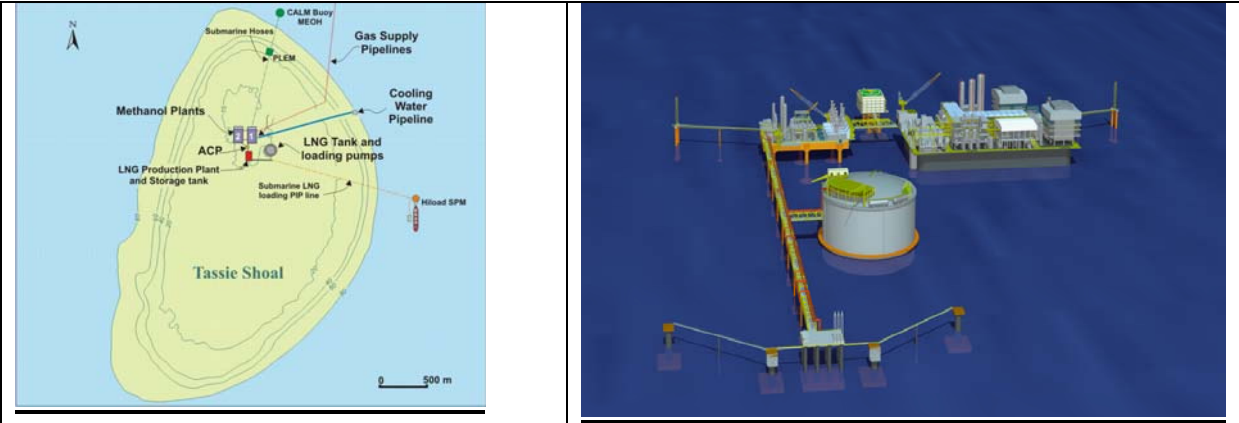 N
CALM Buoy
MEOH
Submarine Hoses
Gas Supply
Pipelines
PLEM
Methanol Plants
Cooling
Water
Pipeline
ACP
LNG Tank and
loading pumps
LNG Production Plant
and Storage tank
Submarine LNG
loading PIP line
Hiload SPM
Tassie Shoal
0 500 m